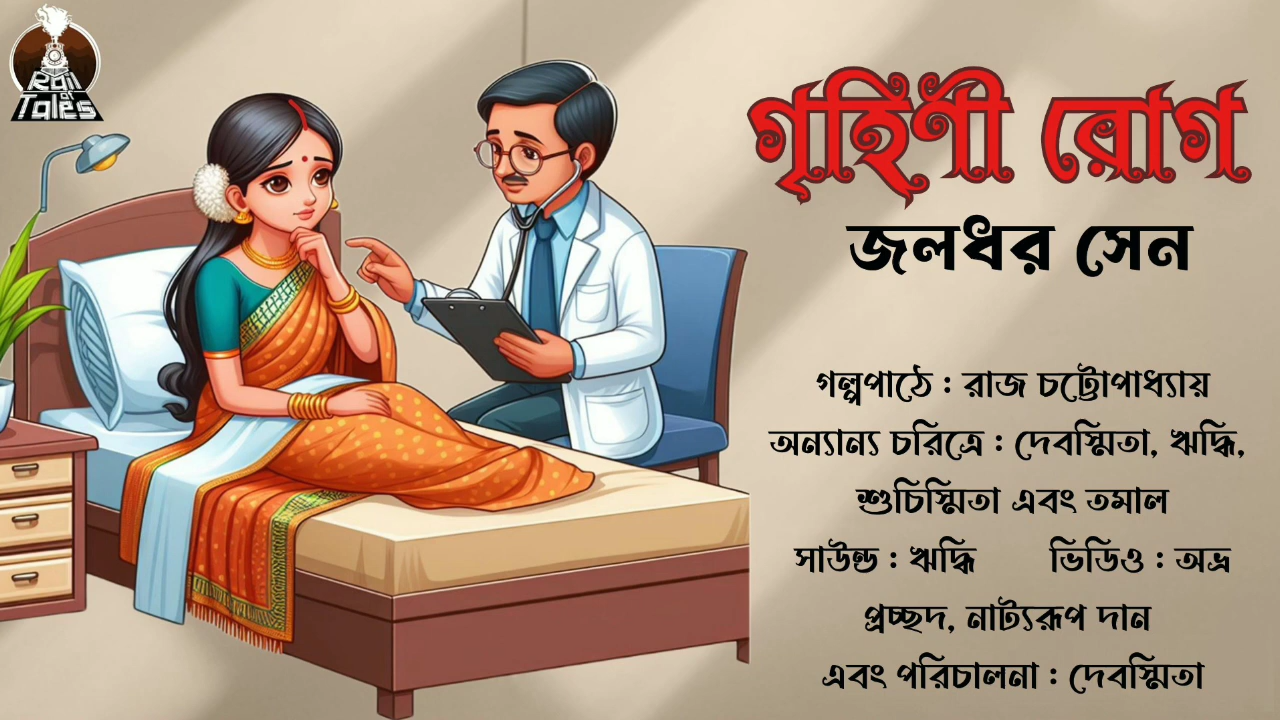 Rail
of
Tales
গৃহিণী রোগ
জলধর সেন
গল্পপাঠে : রাজ চট্টোপাধ্যায়
অন্যান্য চরিত্রে : দেবস্মিতা, ঋদ্ধি,
শুচিস্মিতা এবং তমাল
সাউন্ড : ঋদ্ধি ভিডিও : অভ্র
প্রচ্ছদ, নাট্যরূপ দান
এবং পরিচালনা : দেবস্মিতা